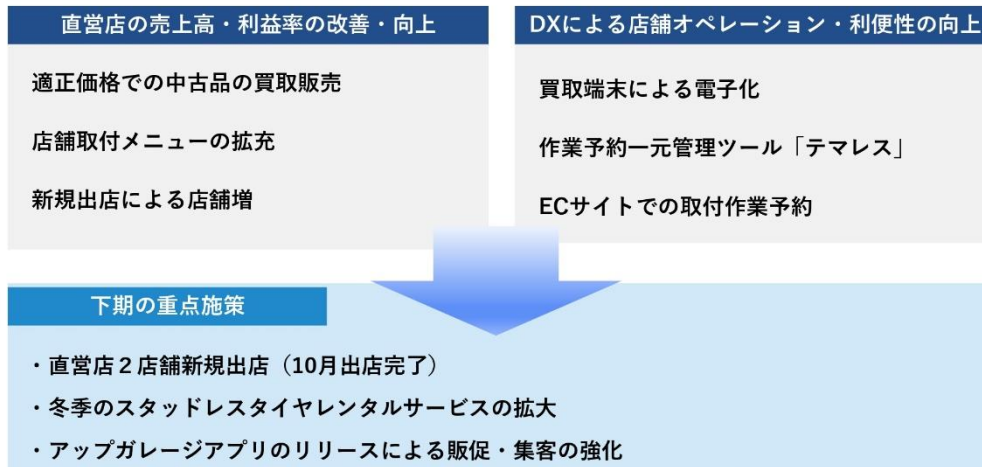 直営店の売上高・利益率の改善・向上
適正価格での中古品の買取販売
店舗取付メニューの拡充
新規出店による店舗増
DXによる店舗オペレーション・利便性の向上
買取端末による電子化
作業予約一元管理ツール「テマレス」
ECサイトでの取付作業予約
下期の重点施策
・直営店２店舗新規出店（10月出店完了）
・冬季のスタッドレスタイヤレンタルサービスの拡大
・アップガレージアプリのリリースによる販促・集客の強化